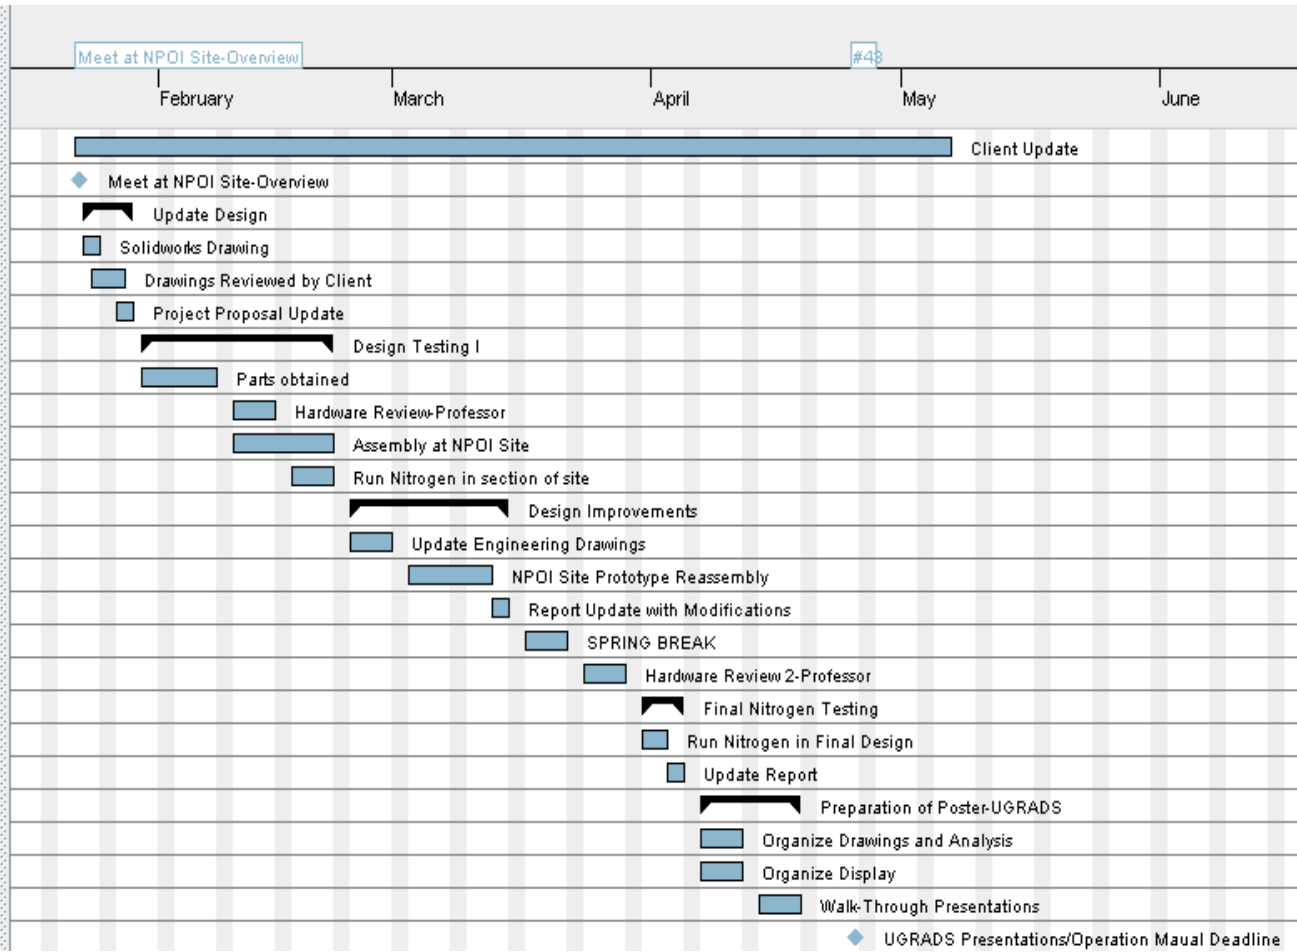 Meet at NPOI Site-Overview
#43
February
March
April
May
June
Client Update
Meet at NPOI Site-Overview
Update Design
Solidworks Drawing
Drawings Reviewed by Client
Project Proposal Update
Design Testing I
Parts obtained
Hardware Review-Professor
Assembly at NPOI Site
Run Nitrogen in section of site
Design Improvements
Update Engineering Drawings
NPOI Site Prototype Reassembly
Report Update with Modifications
SPRING BREAK
Hardware Review 2-Professor
Final Nitrogen Testing
Run Nitrogen in Final Design
Update Report
Preparation of Poster-UGRADS
Organize Drawings and Analysis
Organize Display
Walk-Through Presentations
UGRADS Presentations/Operation Maual Deadline